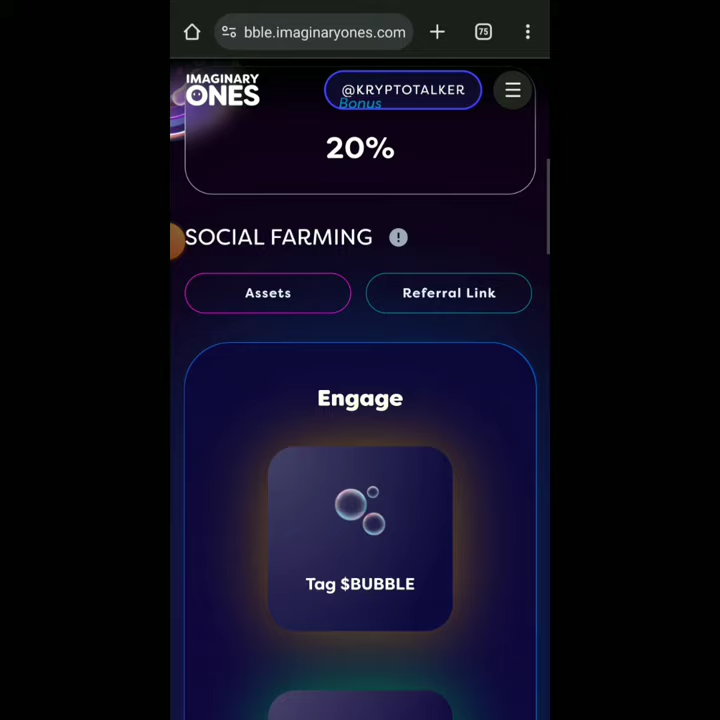 bble.imaginaryones.com
75
IMAGINARY
ONES
@KRYPTOTALKER
Bonus
20%
SOCIAL FARMING
Assets
Referral Link
Engage
Tag $BUBBLE